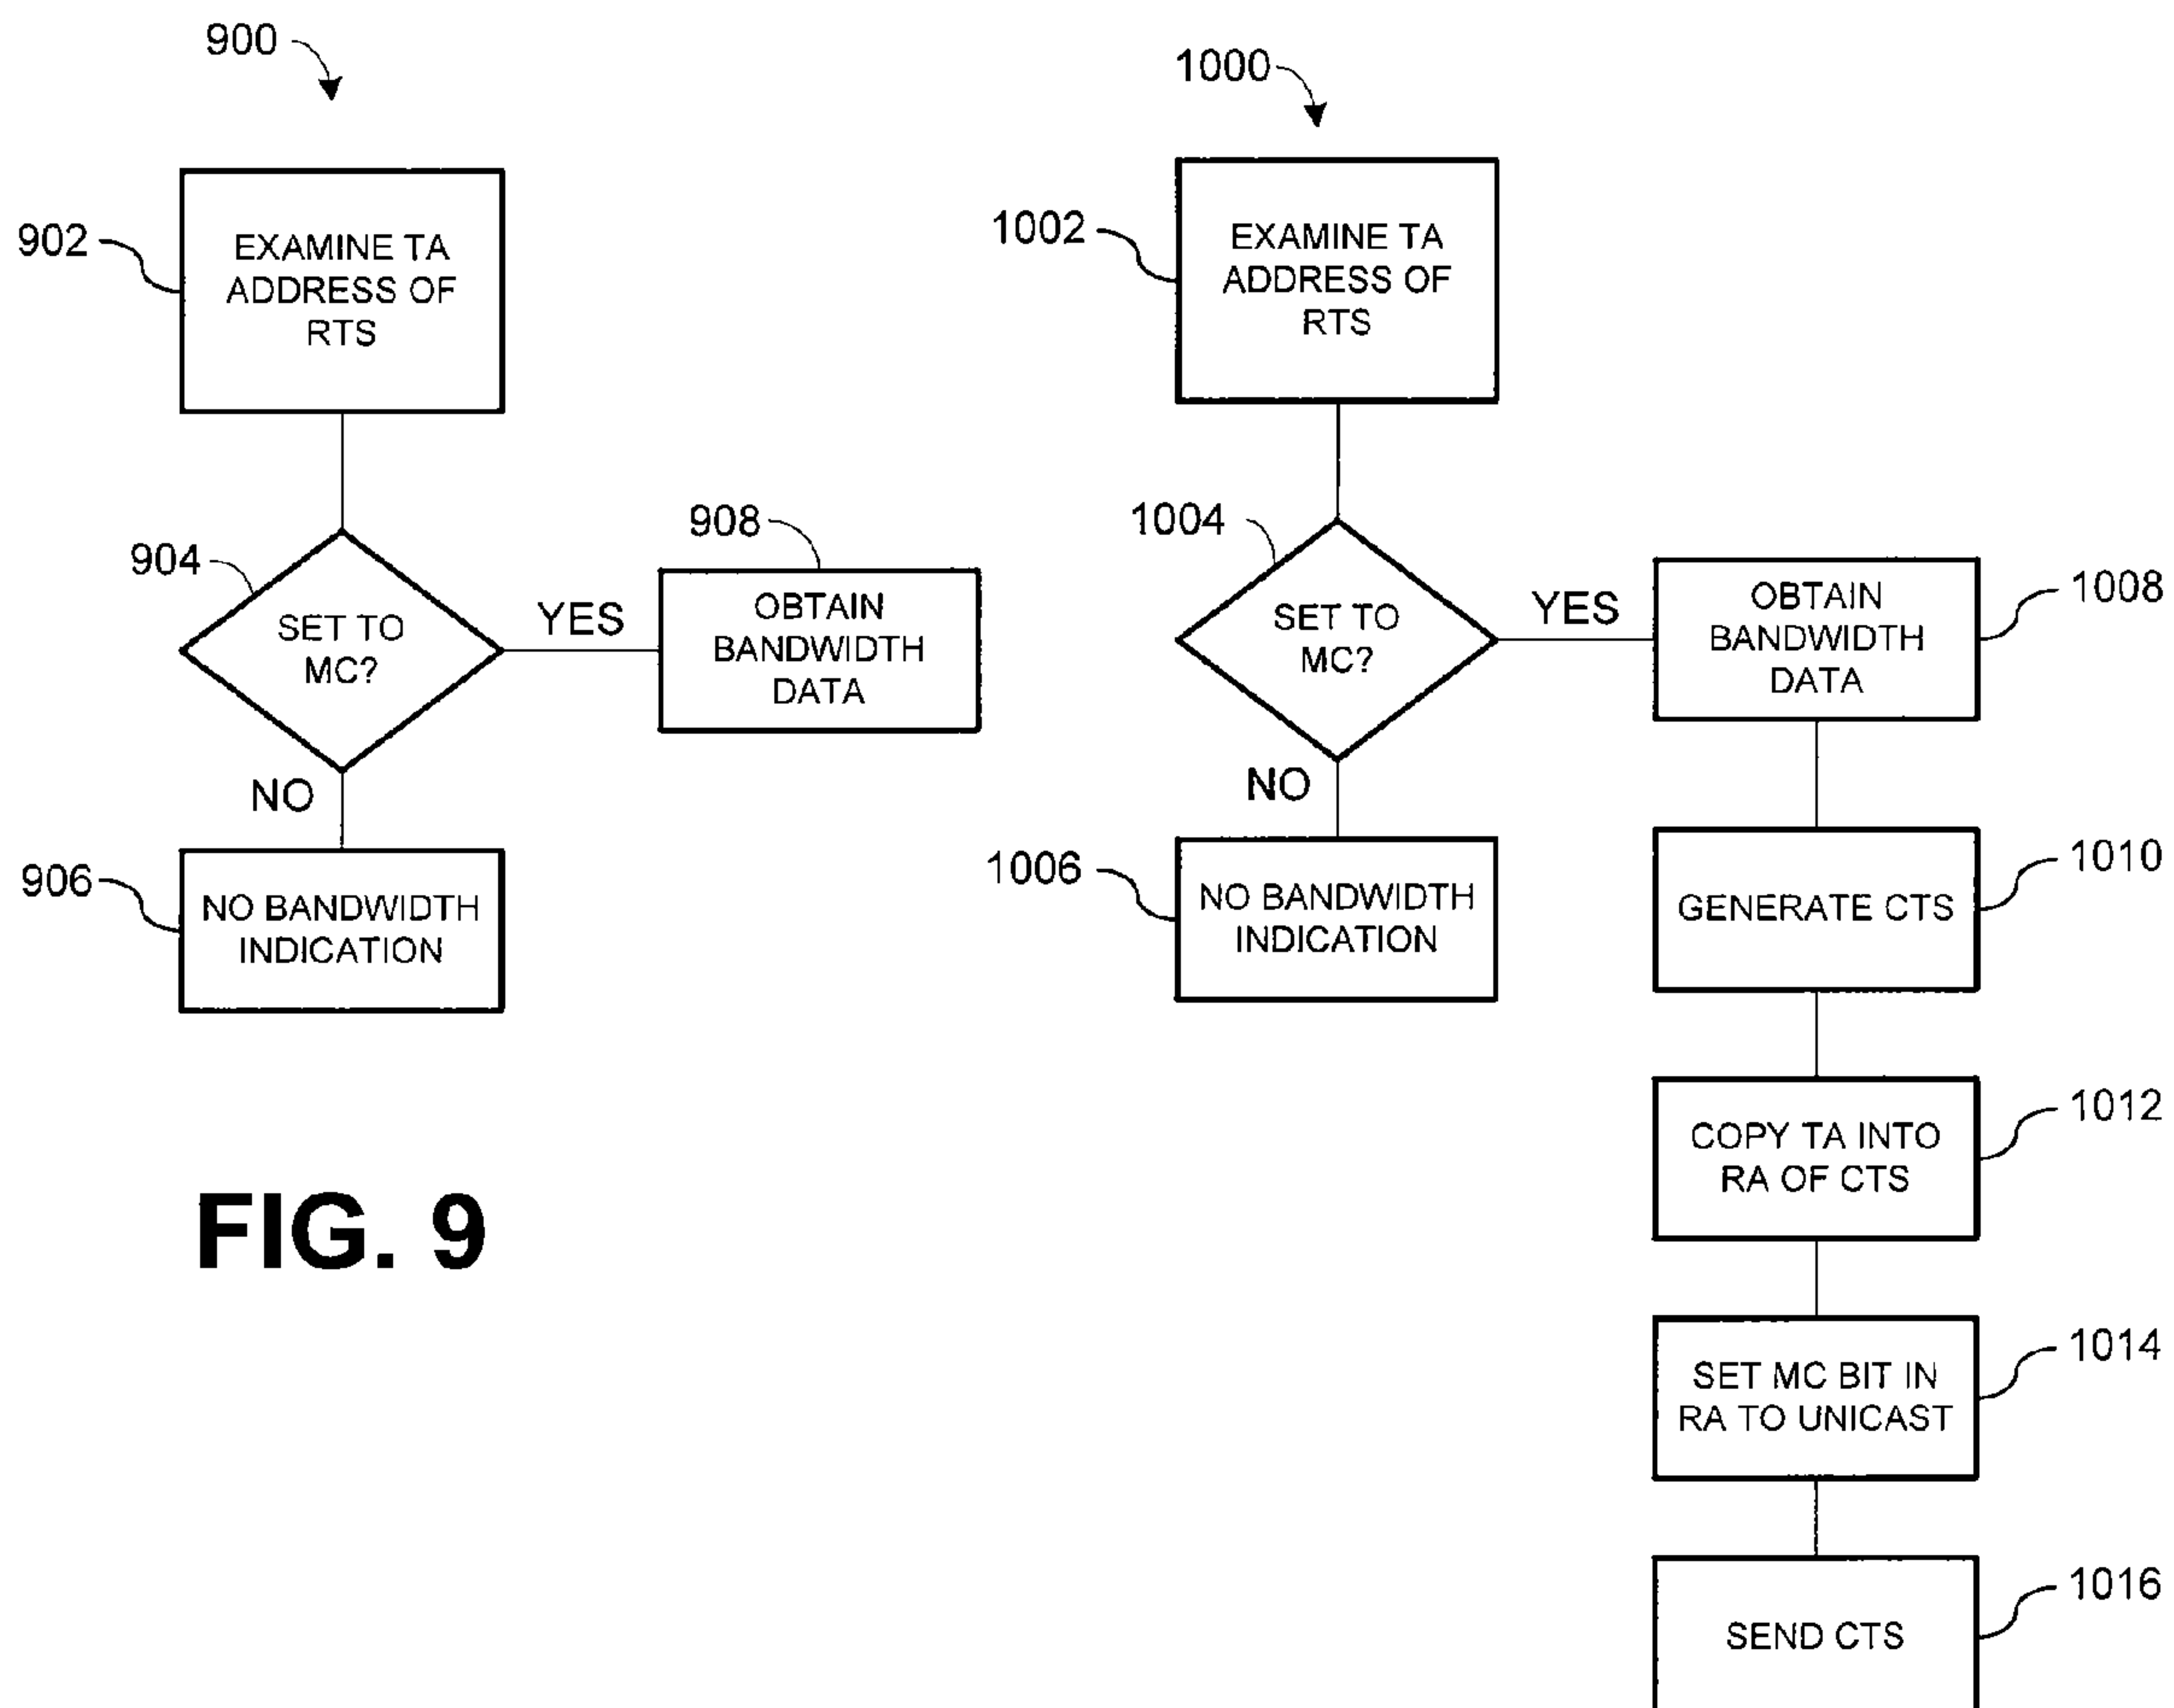 900
902
EXAMINE TA
ADDRESS OF
RTS
904
SET TO
MC?
YES
908
OBTAIN
BANDWIDTH
DATA
NO
906
NO BANDWIDTH
INDICATION
FIG. 9
1000
1002
EXAMINE TA
ADDRESS OF
RTS
1004
SET TO
MC?
YES
1008
OBTAIN
BANDWIDTH
DATA
NO
1006
NO BANDWIDTH
INDICATION
1010
GENERATE CTS
1012
COPY TA INTO
RA OF CTS
1014
SET MC BIT IN
RA TO UNICAST
1016
SEND CTS